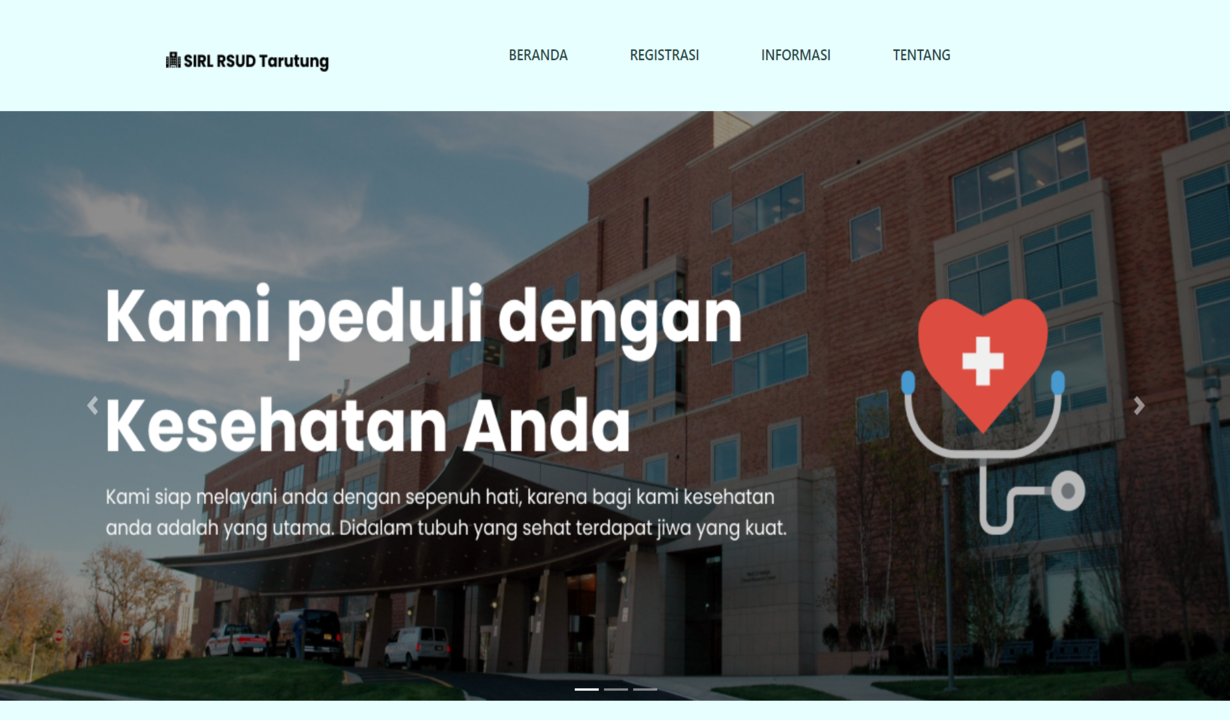 SIRL RSUD Tarutung
BERANDA
REGISTRASI
INFORMASI
TENTANG
Kami peduli dengan
Kesehatan Anda
Kami siap melayani anda dengan sepenuh hati, karena bagi kami kesehatan
anda adalah yang utama. Didalam tubuh yang sehat terdapat jiwa yang kuat.